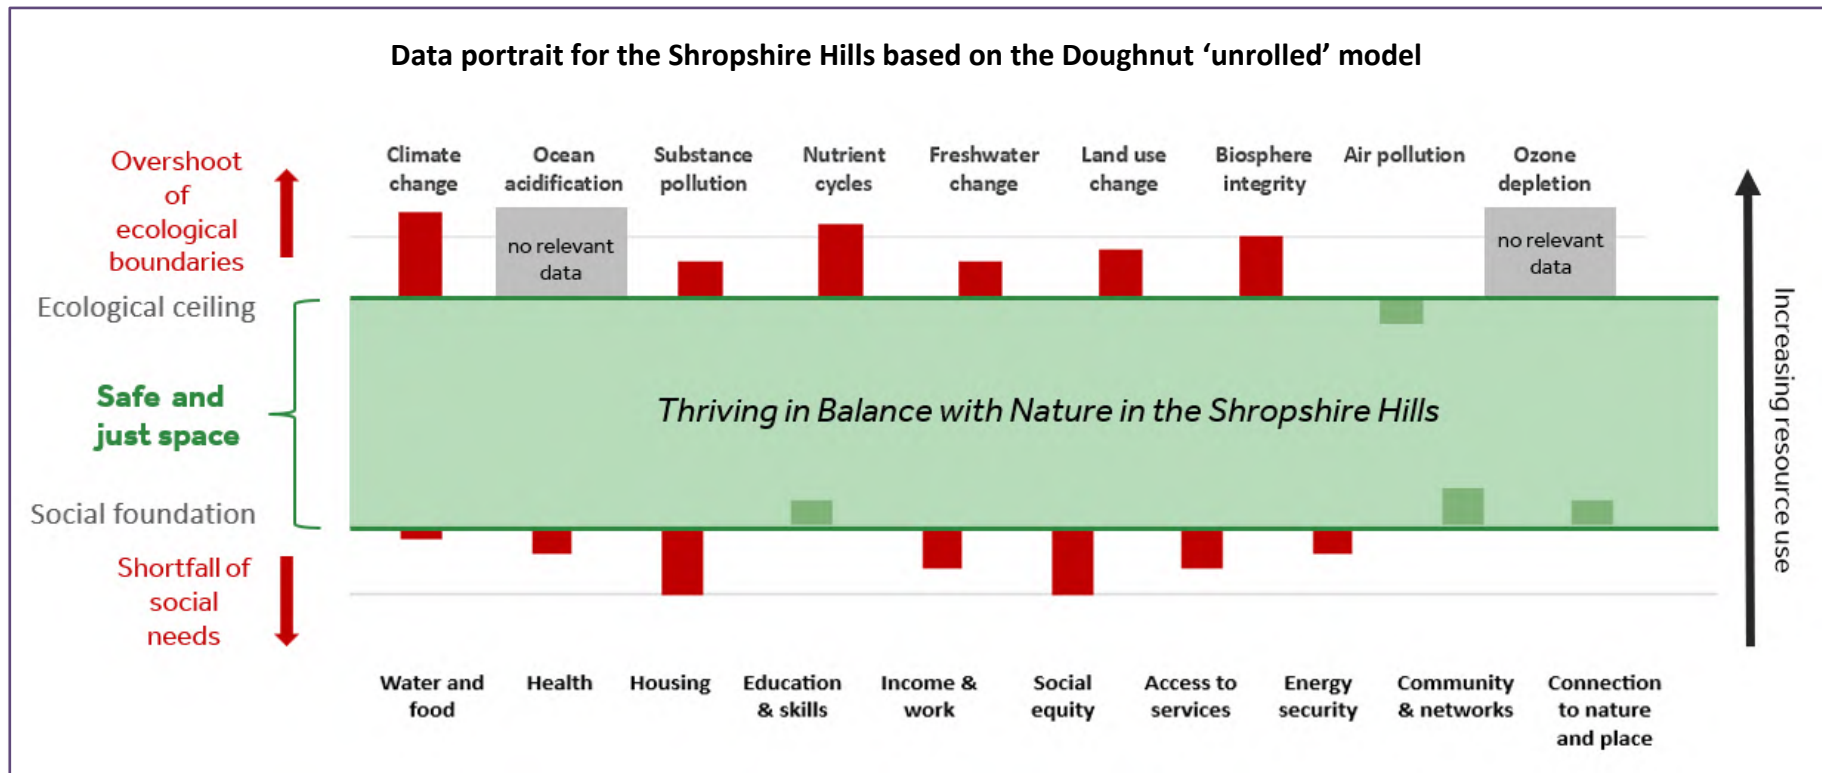 Data portrait for the Shropshire Hills based on the Doughnut ‘unrolled’ model
Overshoot
of
ecological
boundaries
Climate
change
Ocean
acidification
Substance
pollution
Nutrient
cycles
Freshwater
change
Land use
change
Biosphere
integrity
Air pollution
Ozone
depletion
no relevant
data
no relevant
data
Ecological ceiling
Safe and
just space
Thriving in Balance with Nature in the Shropshire Hills
Social foundation
Shortfall of
social
needs
Increasing resource use
Water and
food
Health
Housing
Education
& skills
Income &
work
Social
equity
Access to
services
Energy
security
Community
& networks
Connection
to nature
and place